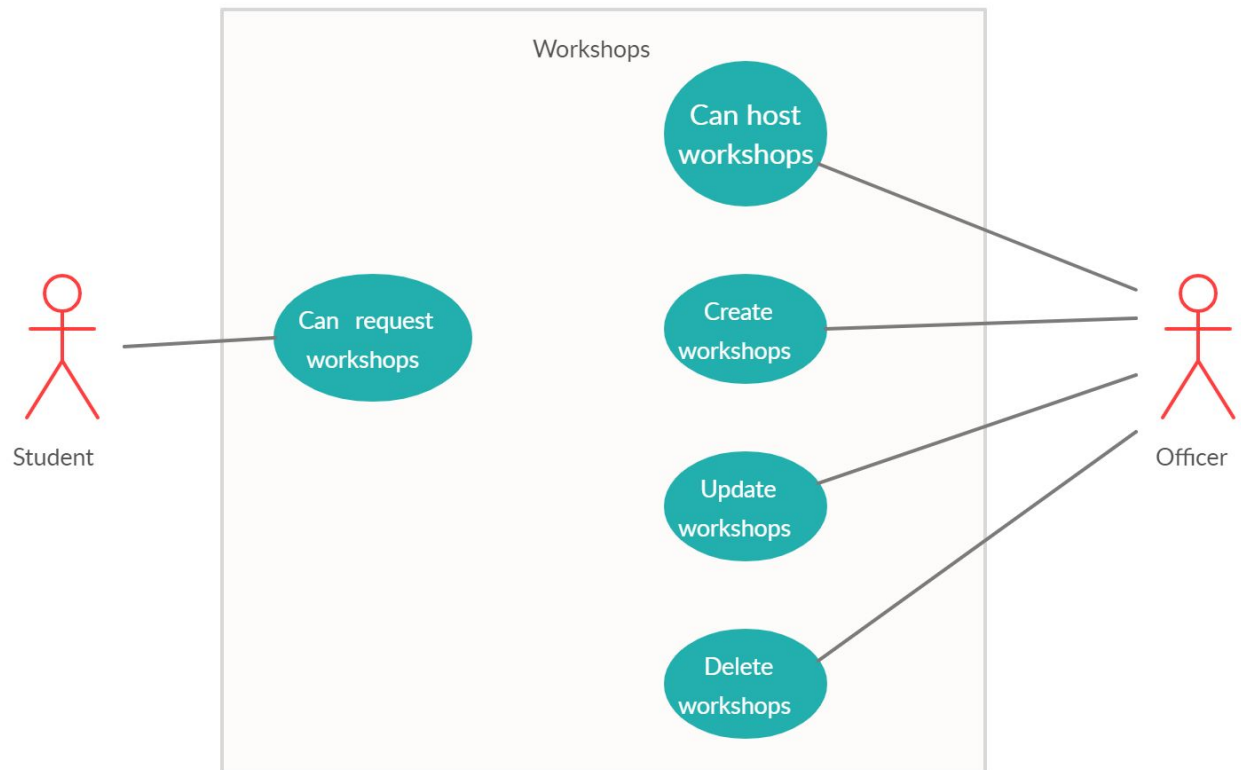 Workshops
Can host
workshops
Can request
workshops
Create
workshops
Student
Officer
Update
workshops
Delete
workshops